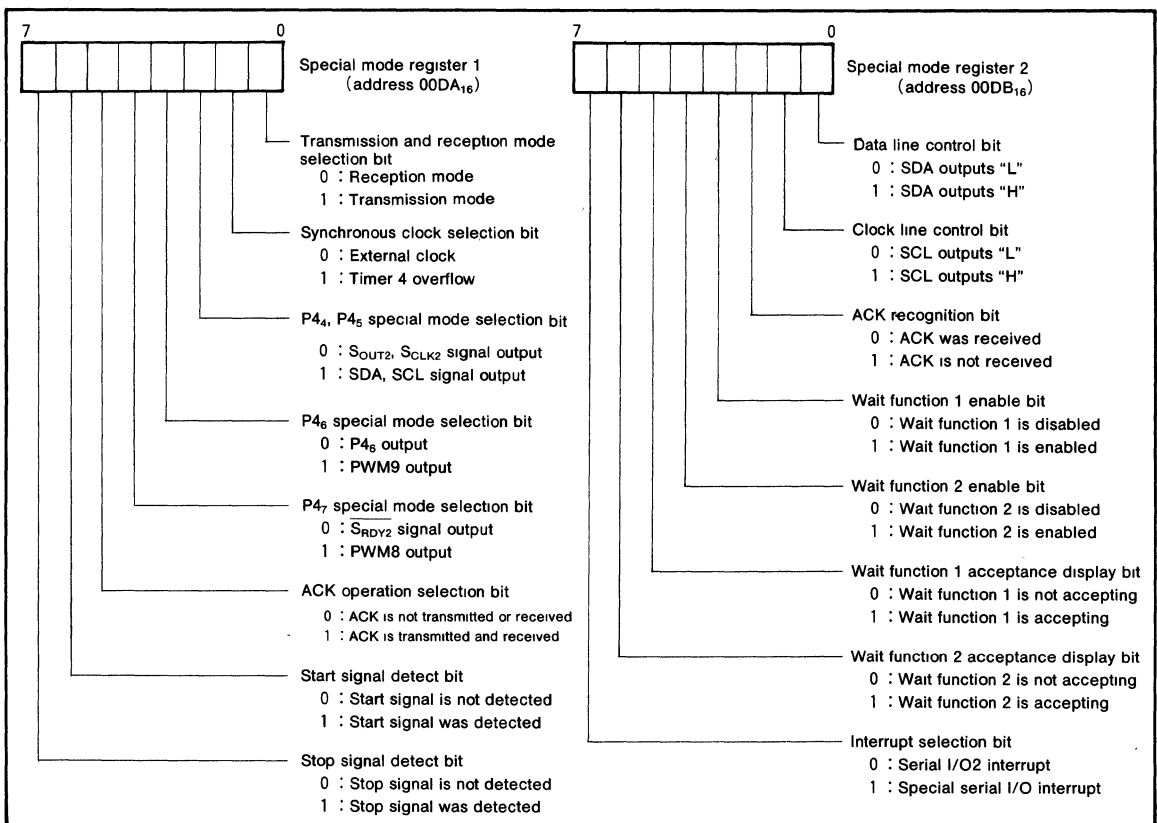 7 0
Special mode register 1
(address 00DA₁₆)
Transmission and reception mode
selection bit
0 : Reception mode
1 : Transmission mode
Synchronous clock selection bit
0 : External clock
1 : Timer 4 overflow
P4₄, P4₅ special mode selection bit
0 : S_OUT2, S_CLK2 signal output
1 : SDA, SCL signal output
P4₆ special mode selection bit
0 : P4₆ output
1 : PWM9 output
P4₇ special mode selection bit
0 : S̅_R̅D̅Y̅2̅ signal output
1 : PWM8 output
ACK operation selection bit
0 : ACK is not transmitted or received
1 : ACK is transmitted and received
Start signal detect bit
0 : Start signal is not detected
1 : Start signal was detected
Stop signal detect bit
0 : Stop signal is not detected
1 : Stop signal was detected
7 0
Special mode register 2
(address 00DB₁₆)
Data line control bit
0 : SDA outputs “L”
1 : SDA outputs “H”
Clock line control bit
0 : SCL outputs “L”
1 : SCL outputs “H”
ACK recognition bit
0 : ACK was received
1 : ACK is not received
Wait function 1 enable bit
0 : Wait function 1 is disabled
1 : Wait function 1 is enabled
Wait function 2 enable bit
0 : Wait function 2 is disabled
1 : Wait function 2 is enabled
Wait function 1 acceptance display bit
0 : Wait function 1 is not accepting
1 : Wait function 1 is accepting
Wait function 2 acceptance display bit
0 : Wait function 2 is not accepting
1 : Wait function 2 is accepting
Interrupt selection bit
0 : Serial I/O2 interrupt
1 : Special serial I/O interrupt